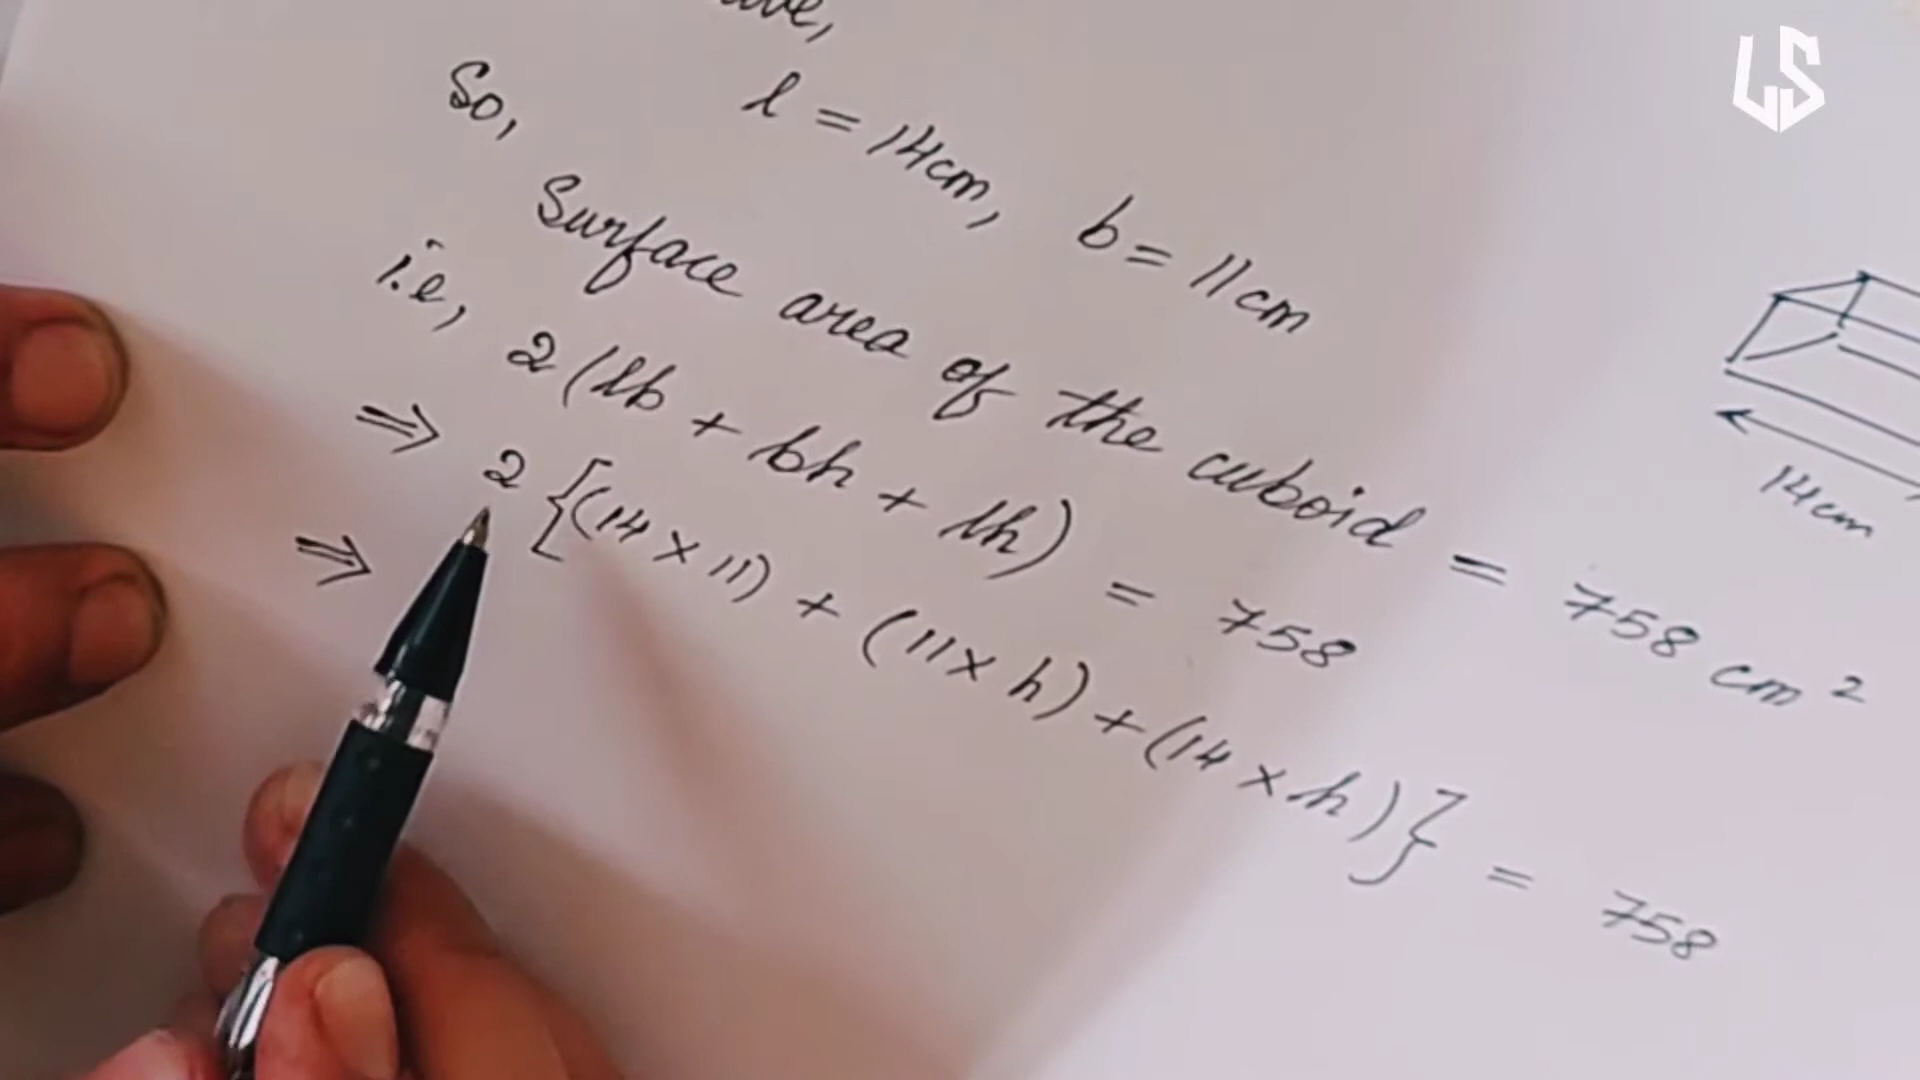 l = 14cm, b = 11cm
So, Surface area of the cuboid = 758 cm²
i.e, 2(lb + bh + lh) = 758
⇒ 2{(14 × 11) + (11 × h) + (14 × h)} = 758
⇒
14cm
LS